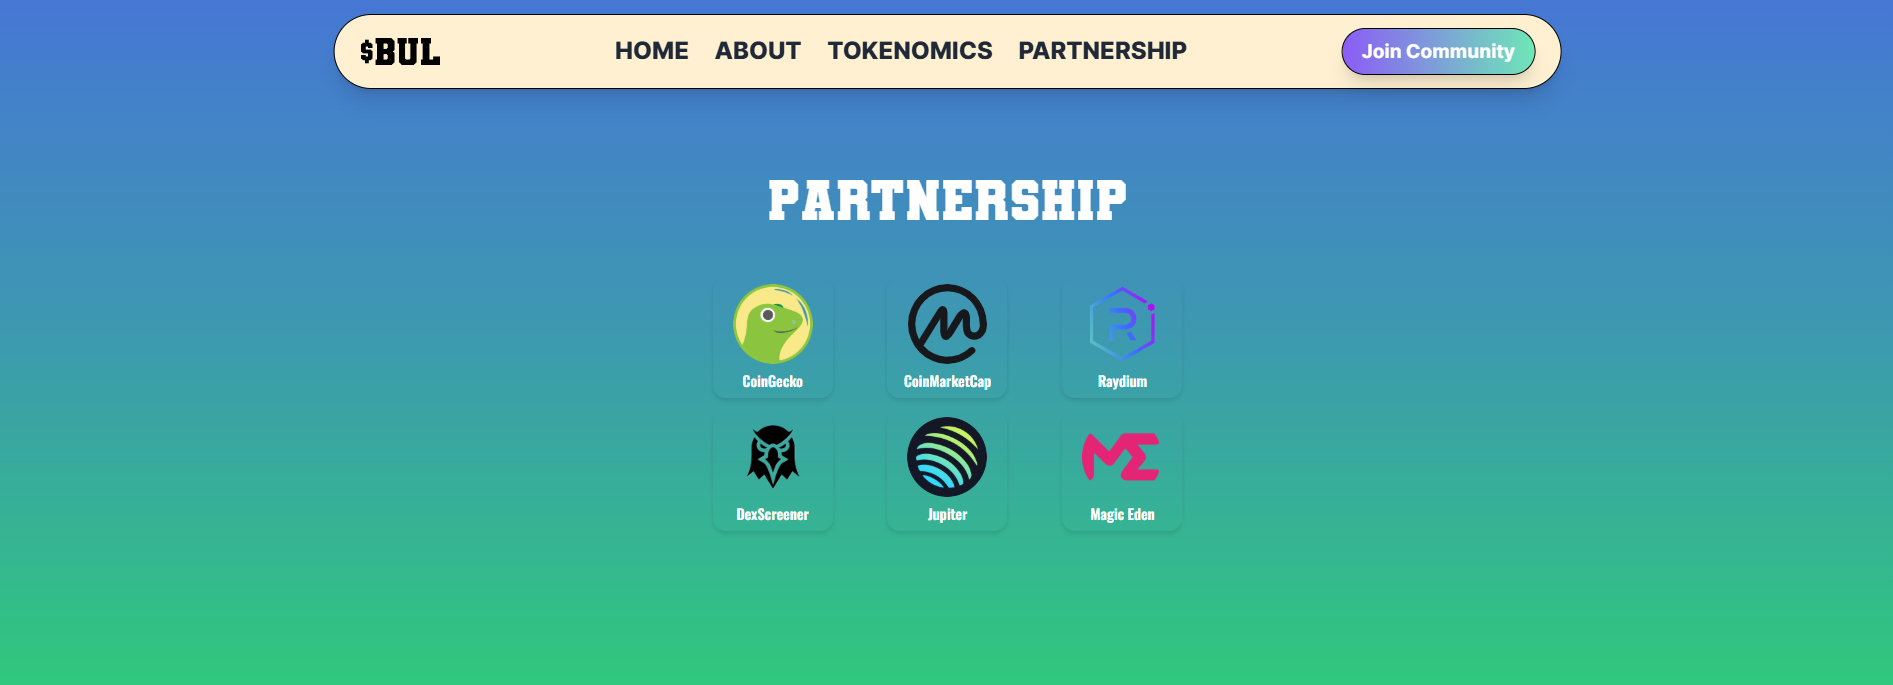 $BUL HOME ABOUT TOKENOMICS PARTNERSHIP Join Community
PARTNERSHIP
CoinGecko CoinMarketCap Raydium
DexScreener Jupiter Magic Eden